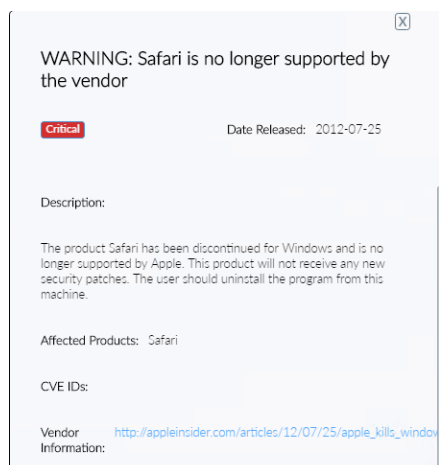 X
WARNING: Safari is no longer supported by
the vendor
Critical
Date Released: 2012-07-25
Description:
The product Safari has been discontinued for Windows and is no
longer supported by Apple. This product will not receive any new
security patches. The user should uninstall the program from this
machine.
Affected Products: Safari
CVE IDs:
Vendor http://appleinsider.com/articles/12/07/25/apple_kills_window
Information: